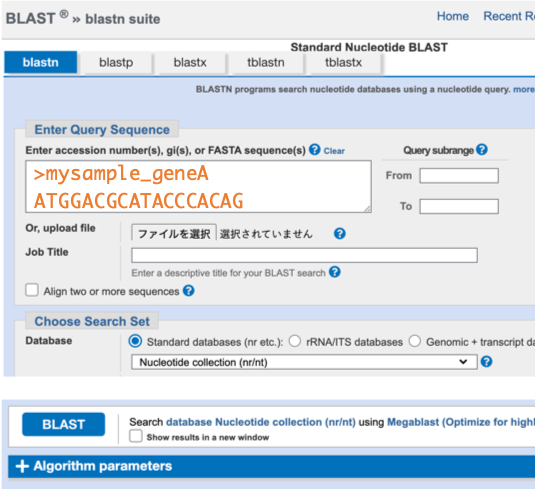 BLAST ® » blastn suite
Home Recent
Standard Nucleotide BLAST
blastn blastp blastx tblastn tblastx
BLASTN programs search nucleotide databases using a nucleotide query. more
Enter Query Sequence
Enter accession number(s), gi(s), or FASTA sequence(s) Clear
Query subrange
>mysample_geneA
ATGGACGCATACCCACAG
From
To
Or, upload file
ファイルを選択 選択されていません
Job Title
Enter a descriptive title for your BLAST search
Align two or more sequences
Choose Search Set
Database
Standard databases (nr etc.): rRNA/ITS databases Genomic + transcript da
Nucleotide collection (nr/nt)
BLAST
Search database Nucleotide collection (nr/nt) using Megablast (Optimize for highl
Show results in a new window
+ Algorithm parameters